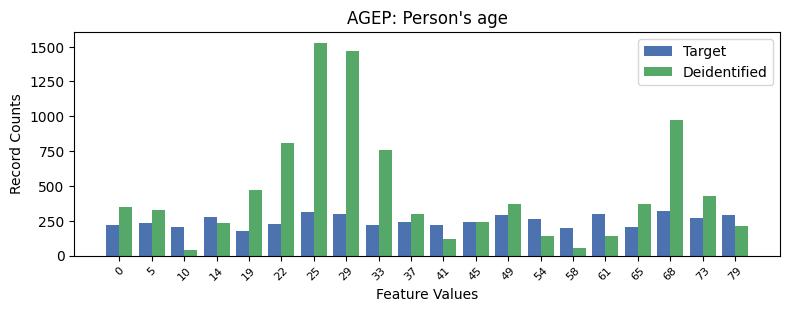 AGEP: Person's age
Record Counts
1500
1250
1000
750
500
250
0
Target
Deidentified
0 5 10 14 19 22 25 29 33 37 41 45 49 54 58 61 65 68 73 79
Feature Values